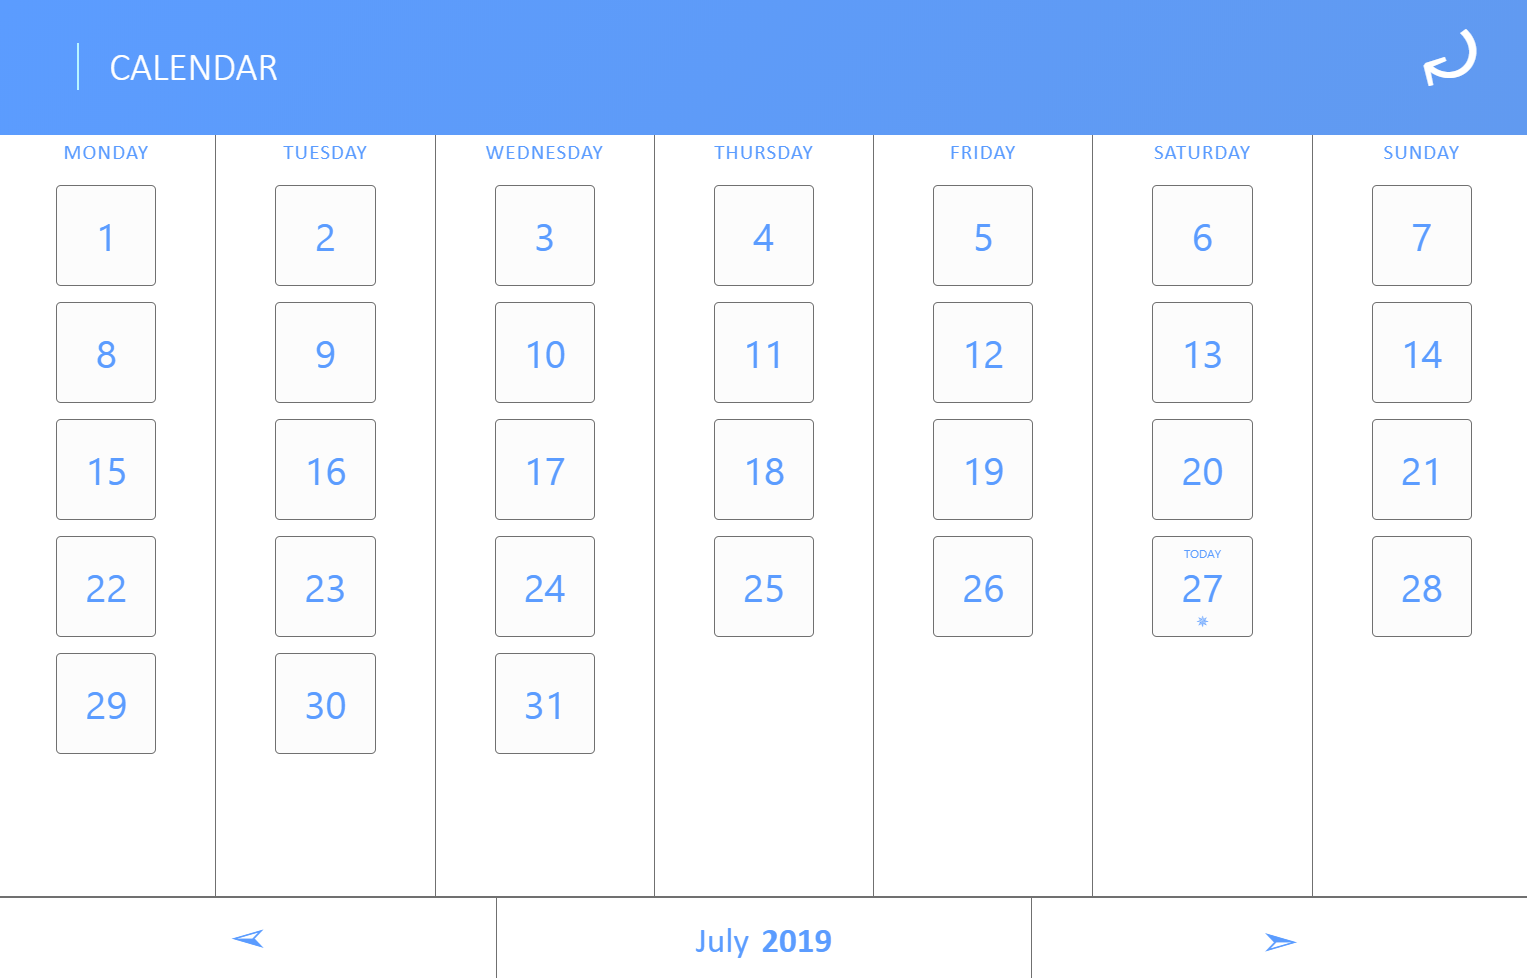 CALENDAR
MONDAY TUESDAY WEDNESDAY THURSDAY FRIDAY SATURDAY SUNDAY
1 2 3 4 5 6 7
8 9 10 11 12 13 14
15 16 17 18 19 20 21
TODAY
22 23 24 25 26 27 28
29 30 31
July 2019